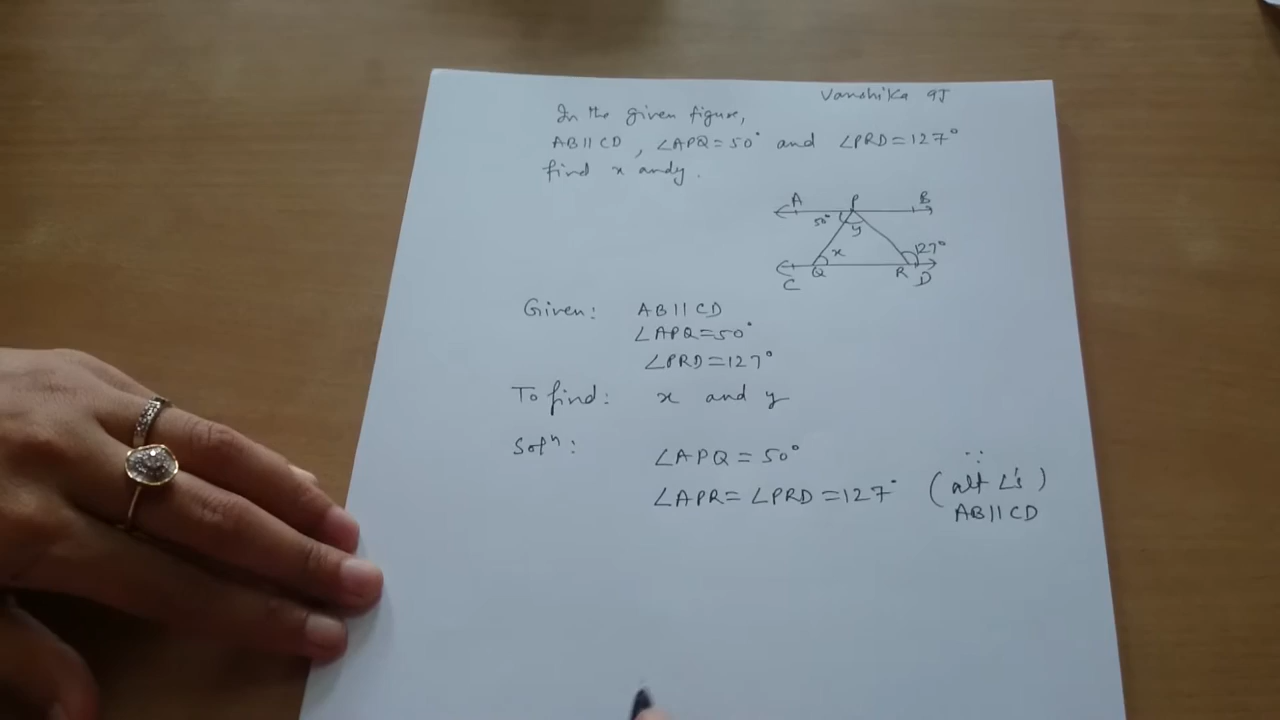 Vanshika 9J
In the given figure,
AB || CD , ∠APQ = 50° and ∠PRD = 127°
find x and y.
A P B
50° y
x 127°
Q R
C D
Given: AB || CD
∠APQ = 50°
∠PRD = 127°
To find: x and y
Solⁿ: ∠APQ = 50°
∠APR = ∠PRD = 127° (alt ∠'s)
∵ AB || CD